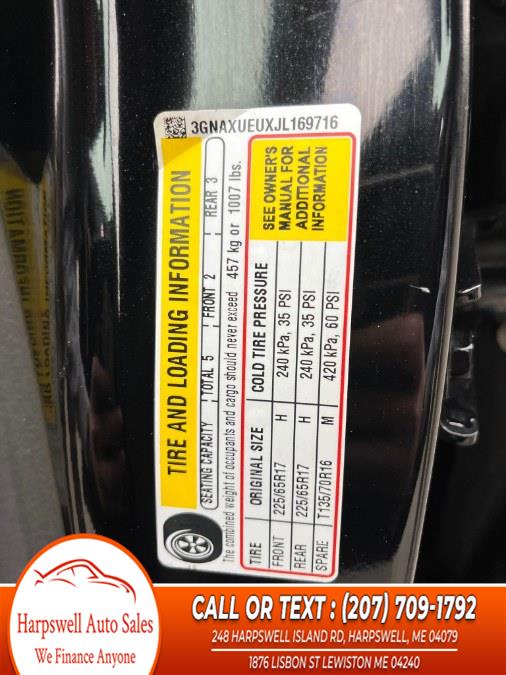 3GNAXUEUXJL169716
TIRE AND LOADING INFORMATION
SEATING CAPACITY TOTAL 5 FRONT 2 REAR 3
The combined weight of occupants and cargo should never exceed 457 kg or 1007 lbs.
TIRE ORIGINAL SIZE COLD TIRE PRESSURE
FRONT 225/65R17 H 240 kPa, 35 PSI
REAR 225/65R17 H 240 kPa, 35 PSI
SPARE T135/70R16 M 420 kPa, 60 PSI
SEE OWNER'S
MANUAL FOR
ADDITIONAL
INFORMATION
Harpswell Auto Sales
We Finance Anyone
CALL OR TEXT : (207) 709-1792
248 HARPSWELL ISLAND RD, HARPSWELL, ME 04079
1876 LISBON ST LEWISTON ME 04240